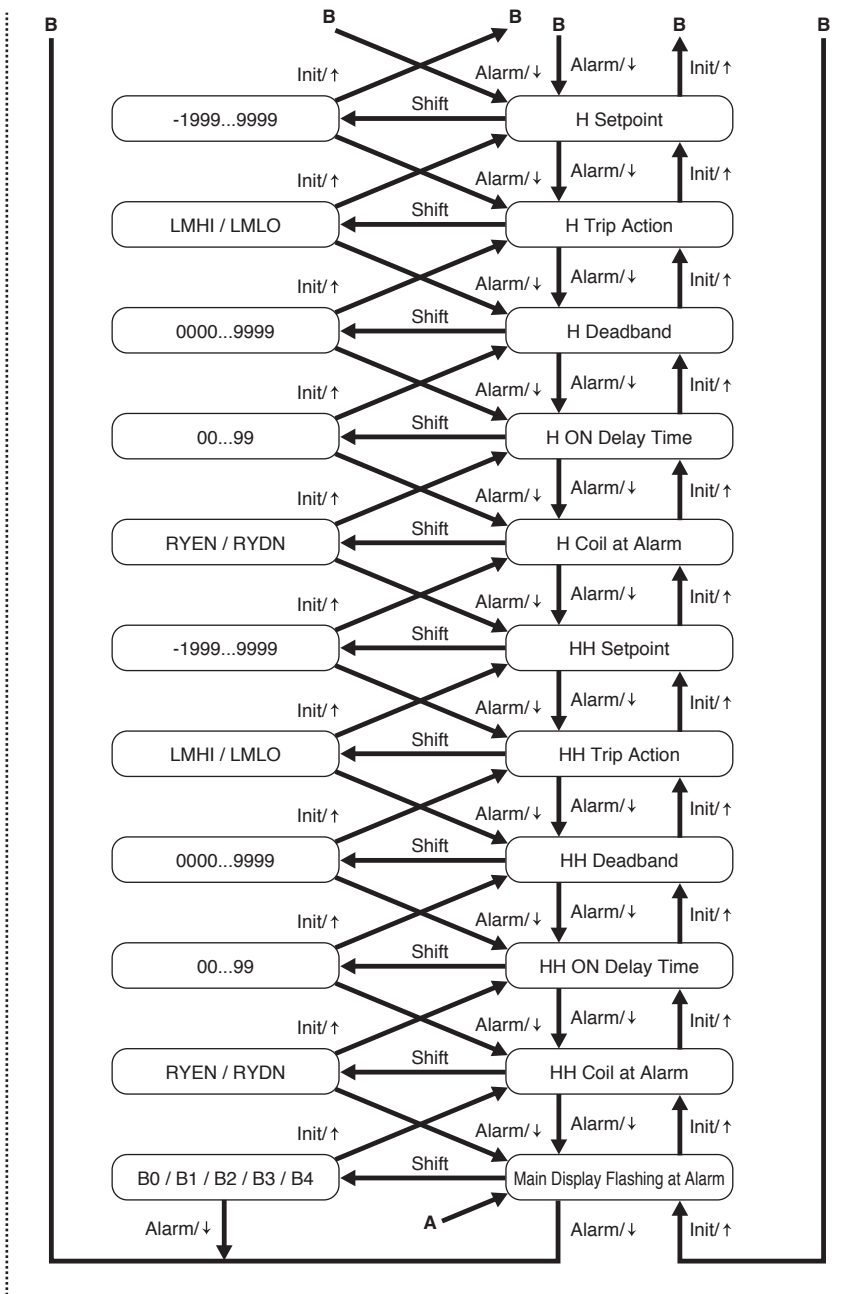 B B B B B B
Init/↑ Alarm/↓ Alarm/↓ Init/↑
-1999...9999 Shift H Setpoint
Init/↑ Alarm/↓ Alarm/↓ Init/↑
LMHI / LMLO Shift H Trip Action
Init/↑ Alarm/↓ Alarm/↓ Init/↑
0000...9999 Shift H Deadband
Init/↑ Alarm/↓ Alarm/↓ Init/↑
00...99 Shift H ON Delay Time
Init/↑ Alarm/↓ Alarm/↓ Init/↑
RYEN / RYDN Shift H Coil at Alarm
Init/↑ Alarm/↓ Alarm/↓ Init/↑
-1999...9999 Shift HH Setpoint
Init/↑ Alarm/↓ Alarm/↓ Init/↑
LMHI / LMLO Shift HH Trip Action
Init/↑ Alarm/↓ Alarm/↓ Init/↑
0000...9999 Shift HH Deadband
Init/↑ Alarm/↓ Alarm/↓ Init/↑
00...99 Shift HH ON Delay Time
Init/↑ Alarm/↓ Alarm/↓ Init/↑
RYEN / RYDN Shift HH Coil at Alarm
Init/↑ Alarm/↓ Alarm/↓ Init/↑
B0 / B1 / B2 / B3 / B4 Shift Main Display Flashing at Alarm
Alarm/↓ A Alarm/↓ Init/↑